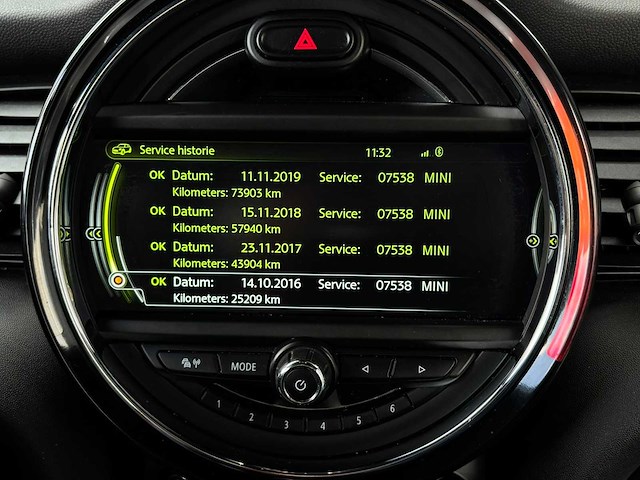 Service historie 11:32
OK Datum: 11.11.2019 Service: 07538 MINI
Kilometers: 73903 km
OK Datum: 15.11.2018 Service: 07538 MINI
Kilometers: 57940 km
OK Datum: 23.11.2017 Service: 07538 MINI
Kilometers: 43904 km
OK Datum: 14.10.2016 Service: 07538 MINI
Kilometers: 25209 km
MODE
1 2 3 4 5 6